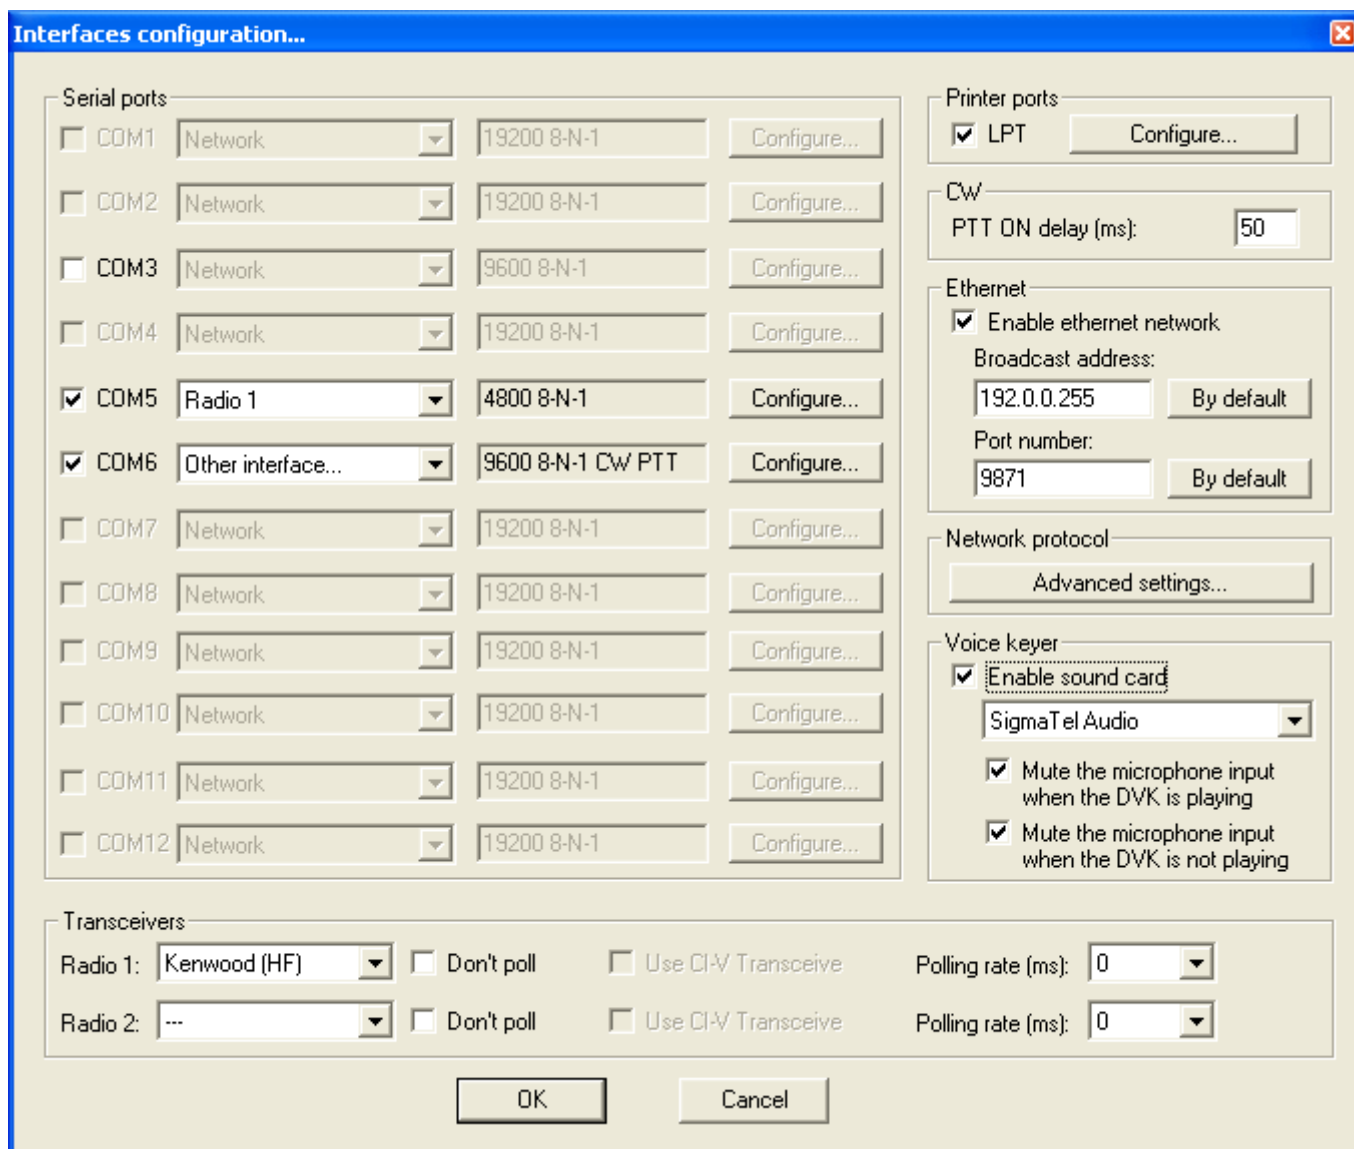 Interfaces configuration...
Serial ports
COM1 Network 19200 8-N-1 Configure...
COM2 Network 19200 8-N-1 Configure...
COM3 Network 9600 8-N-1 Configure...
COM4 Network 19200 8-N-1 Configure...
COM5 Radio 1 4800 8-N-1 Configure...
COM6 Other interface... 9600 8-N-1 CW PTT Configure...
COM7 Network 19200 8-N-1 Configure...
COM8 Network 19200 8-N-1 Configure...
COM9 Network 19200 8-N-1 Configure...
COM10 Network 19200 8-N-1 Configure...
COM11 Network 19200 8-N-1 Configure...
COM12 Network 19200 8-N-1 Configure...
Printer ports
LPT Configure...
CW
PTT ON delay (ms): 50
Ethernet
Enable ethernet network
Broadcast address:
192.0.0.255 By default
Port number:
9871 By default
Network protocol
Advanced settings...
Voice keyer
Enable sound card
SigmaTel Audio
Mute the microphone input
when the DVK is playing
Mute the microphone input
when the DVK is not playing
Transceivers
Radio 1: Kenwood (HF) Don't poll Use CI-V Transceive Polling rate (ms): 0
Radio 2: --- Don't poll Use CI-V Transceive Polling rate (ms): 0
OK Cancel